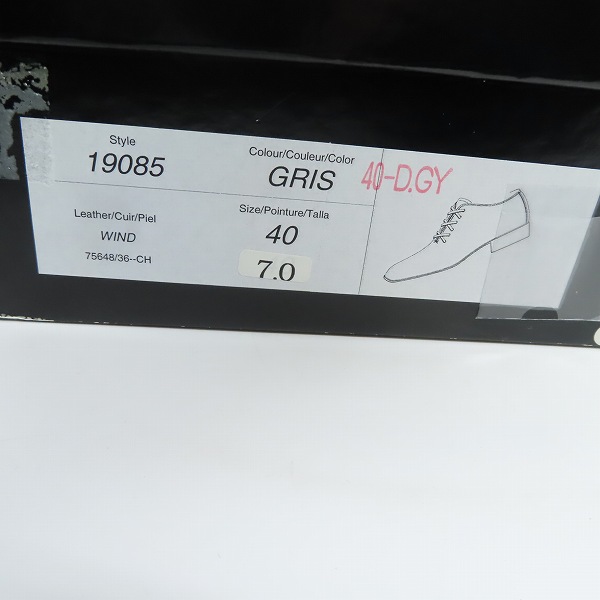 Style
19085
Colour/Couleur/Color
GRIS
40-D.GY
Leather/Cuir/Piel
WIND
75648/36--CH
Size/Pointure/Talla
40
7.0